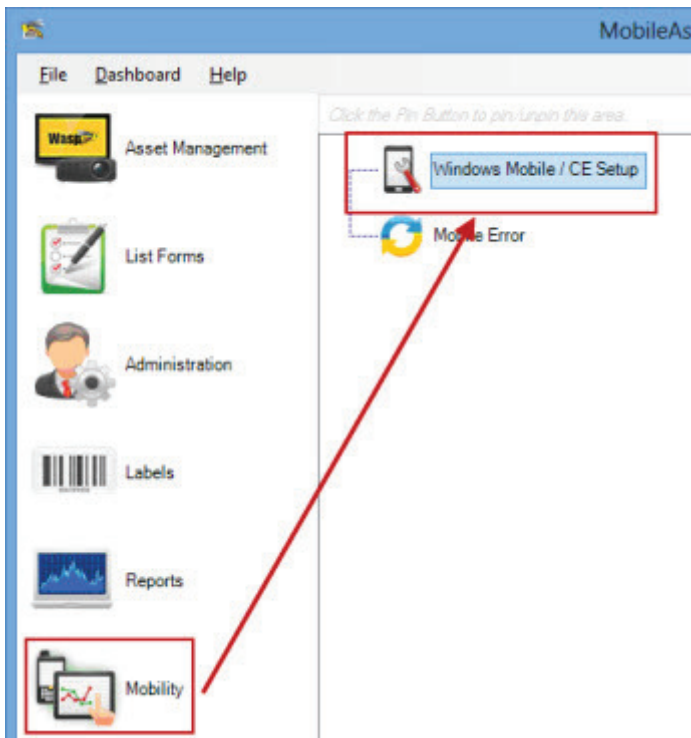 MobileAs
File Dashboard Help
Click the Pin Button to pin/unpin this area.
Wasp
Asset Management
Windows Mobile / CE Setup
Mobile Error
List Forms
Administration
Labels
Reports
Mobility